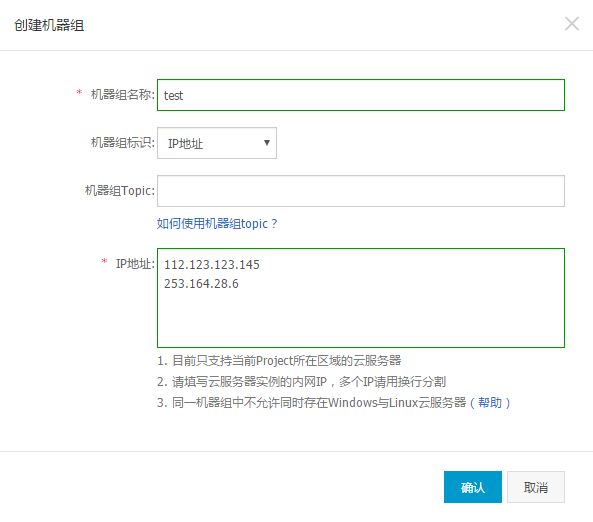 创建机器组
* 机器组名称: test
机器组标识: IP地址
机器组Topic:
如何使用机器组topic？
* IP地址: 112.123.123.145
253.164.28.6
1. 目前只支持当前Project所在区域的云服务器
2. 请填写云服务器实例的内网IP，多个IP请用换行分割
3. 同一机器组中不允许同时存在Windows与Linux云服务器（帮助）
确认 取消